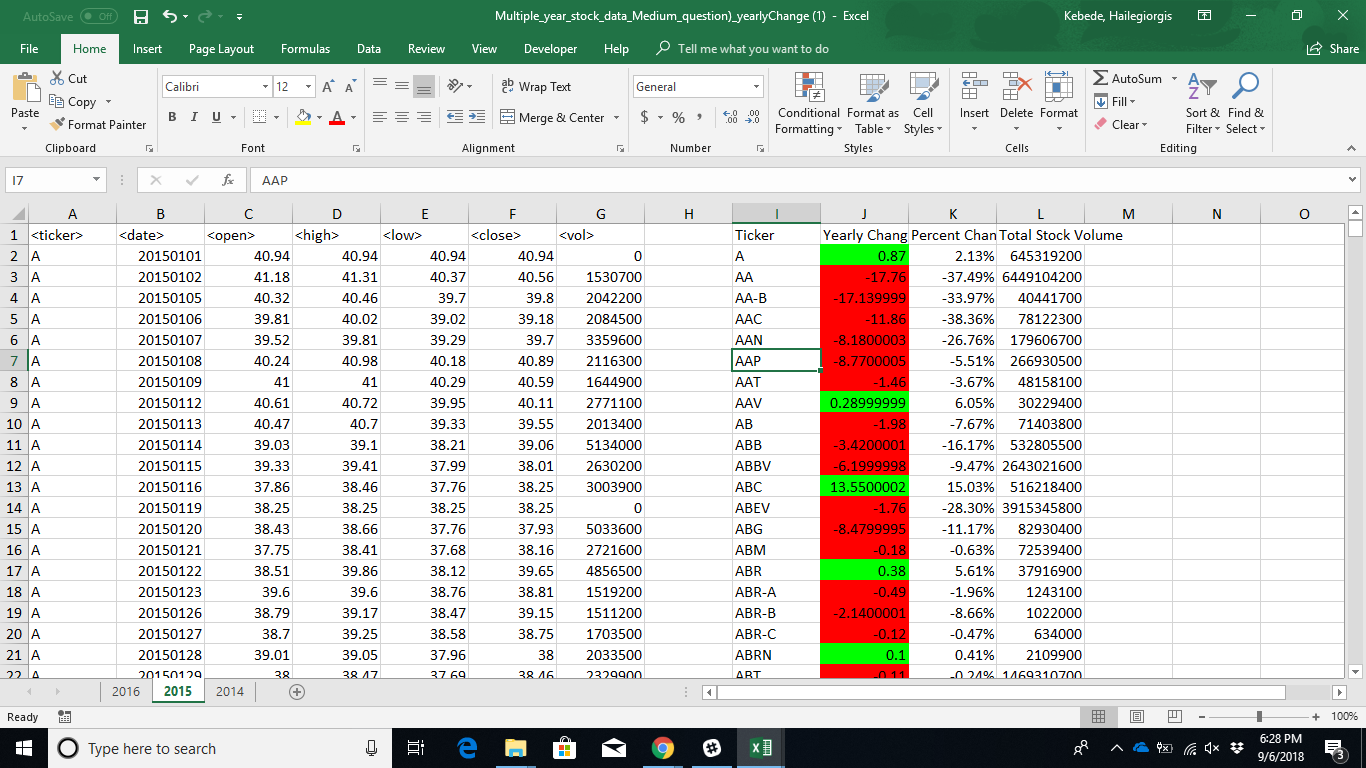 AutoSave Off Multiple_year_stock_data_Medium_question)_yearlyChange (1) - Excel Kebede, Hailegiorgis
File Home Insert Page Layout Formulas Data Review View Developer Help Tell me what you want to do Share
Paste
Cut
Copy
Format Painter
Clipboard
Calibri 12
B I U
Font
Wrap Text
Merge & Center
Alignment
General
$ % ,
Number
Conditional Formatting
Format as Table
Cell Styles
Styles
Insert Delete Format
Cells
AutoSum
Fill
Clear
Sort & Filter
Find & Select
Editing
I7 fx AAP
A B C D E F G H I J K L M N O
1 <ticker> <date> <open> <high> <low> <close> <vol> Ticker Yearly Chang Percent Chan Total Stock Volume
2 A 20150101 40.94 40.94 40.94 40.94 0 A 0.87 2.13% 645319200
3 A 20150102 41.18 41.31 40.37 40.56 1530700 AA -17.76 -37.49% 6449104200
4 A 20150105 40.32 40.46 39.7 39.8 2042200 AA-B -17.139999 -33.97% 40441700
5 A 20150106 39.81 40.02 39.02 39.18 2084500 AAC -11.86 -38.36% 78122300
6 A 20150107 39.52 39.81 39.29 39.7 3359600 AAN -8.1800003 -26.76% 179606700
7 A 20150108 40.24 40.98 40.18 40.89 2116300 AAP -8.7700005 -5.51% 266930500
8 A 20150109 41 41 40.29 40.59 1644900 AAT -1.46 -3.67% 48158100
9 A 20150112 40.61 40.72 39.95 40.11 2771100 AAV 0.28999999 6.05% 30229400
10 A 20150113 40.47 40.7 39.33 39.55 2013400 AB -1.98 -7.67% 71403800
11 A 20150114 39.03 39.1 38.21 39.06 5134000 ABB -3.4200001 -16.17% 532805500
12 A 20150115 39.33 39.41 37.99 38.01 2630200 ABBV -6.1999998 -9.47% 2643021600
13 A 20150116 37.86 38.46 37.76 38.25 3003900 ABC 13.5500002 15.03% 516218400
14 A 20150119 38.25 38.25 38.25 38.25 0 ABEV -1.76 -28.30% 3915345800
15 A 20150120 38.43 38.66 37.76 37.93 5033600 ABG -8.4799995 -11.17% 82930400
16 A 20150121 37.75 38.41 37.68 38.16 2721600 ABM -0.18 -0.63% 72539400
17 A 20150122 38.51 39.86 38.12 39.65 4856500 ABR 0.38 5.61% 37916900
18 A 20150123 39.6 39.6 38.76 38.81 1519200 ABR-A -0.49 -1.96% 1243100
19 A 20150126 38.79 39.17 38.47 39.15 1511200 ABR-B -2.1400001 -8.66% 1022000
20 A 20150127 38.7 39.25 38.58 38.75 1703500 ABR-C -0.12 -0.47% 634000
21 A 20150128 39.01 39.05 37.96 38 2033500 ABRN 0.1 0.41% 2109900
22 A 20150129 38 38.47 37.69 38.46 2329900 ABT -0.11 -0.24% 1469310700
2016 2015 2014
Ready 100%
Type here to search 6:28 PM
9/6/2018 3